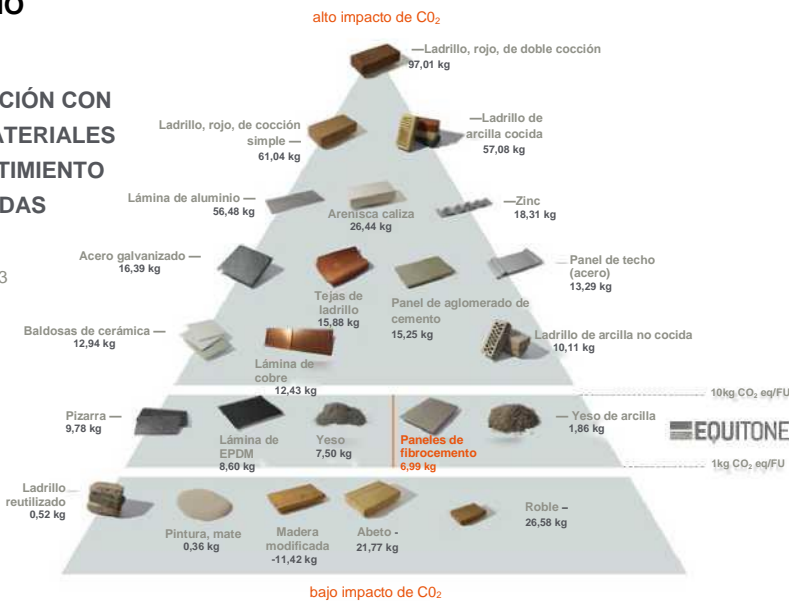 alto impacto de C0₂
—Ladrillo, rojo, de doble cocción
97,01 kg
CIÓN CON
ATERIALES
TIMIENTO
DAS
3
Ladrillo, rojo, de cocción
simple —
61,04 kg
—Ladrillo de
arcilla cocida
57,08 kg
Lámina de aluminio —
56,48 kg
Arenisca caliza
26,44 kg
—Zinc
18,31 kg
Acero galvanizado —
16,39 kg
Tejas de
ladrillo
15,88 kg
Panel de aglomerado de
cemento
15,25 kg
Panel de techo
(acero)
13,29 kg
Baldosas de cerámica —
12,94 kg
Lámina de
cobre
12,43 kg
Ladrillo de arcilla no cocida
10,11 kg
10kg CO₂ eq/FU
Pizarra —
9,78 kg
Lámina de
EPDM
8,60 kg
Yeso
7,50 kg
Paneles de
fibrocemento
6,99 kg
— Yeso de arcilla
1,86 kg
EQUITONE
1kg CO₂ eq/FU
Ladrillo
reutilizado
0,52 kg
Pintura, mate
0,36 kg
Madera
modificada
-11,42 kg
Abeto -
21,77 kg
Roble –
26,58 kg
bajo impacto de C0₂